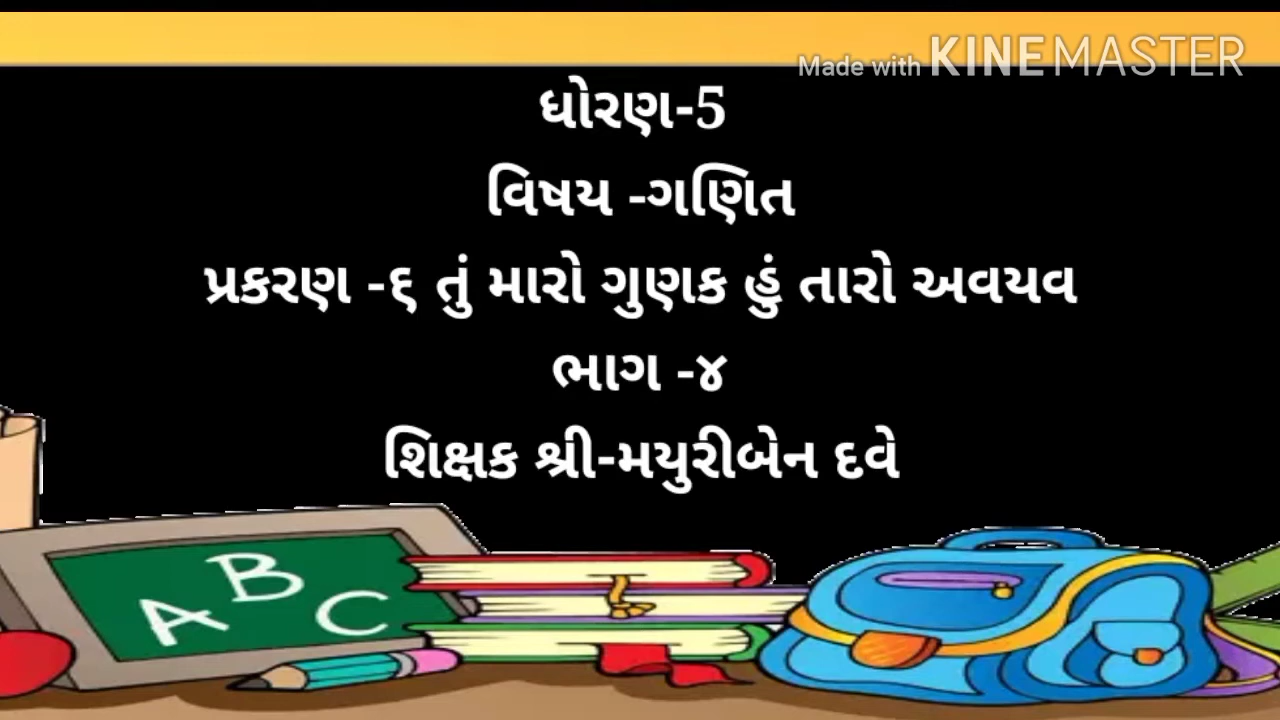 Made with KINEMASTER
ધોરણ-5
વિષય -ગણિત
પ્રકરણ -૬ તું મારો ગુણક હું તારો અવયવ
ભાગ -૪
શિક્ષક શ્રી-મયુરીબેન દવે
A B C